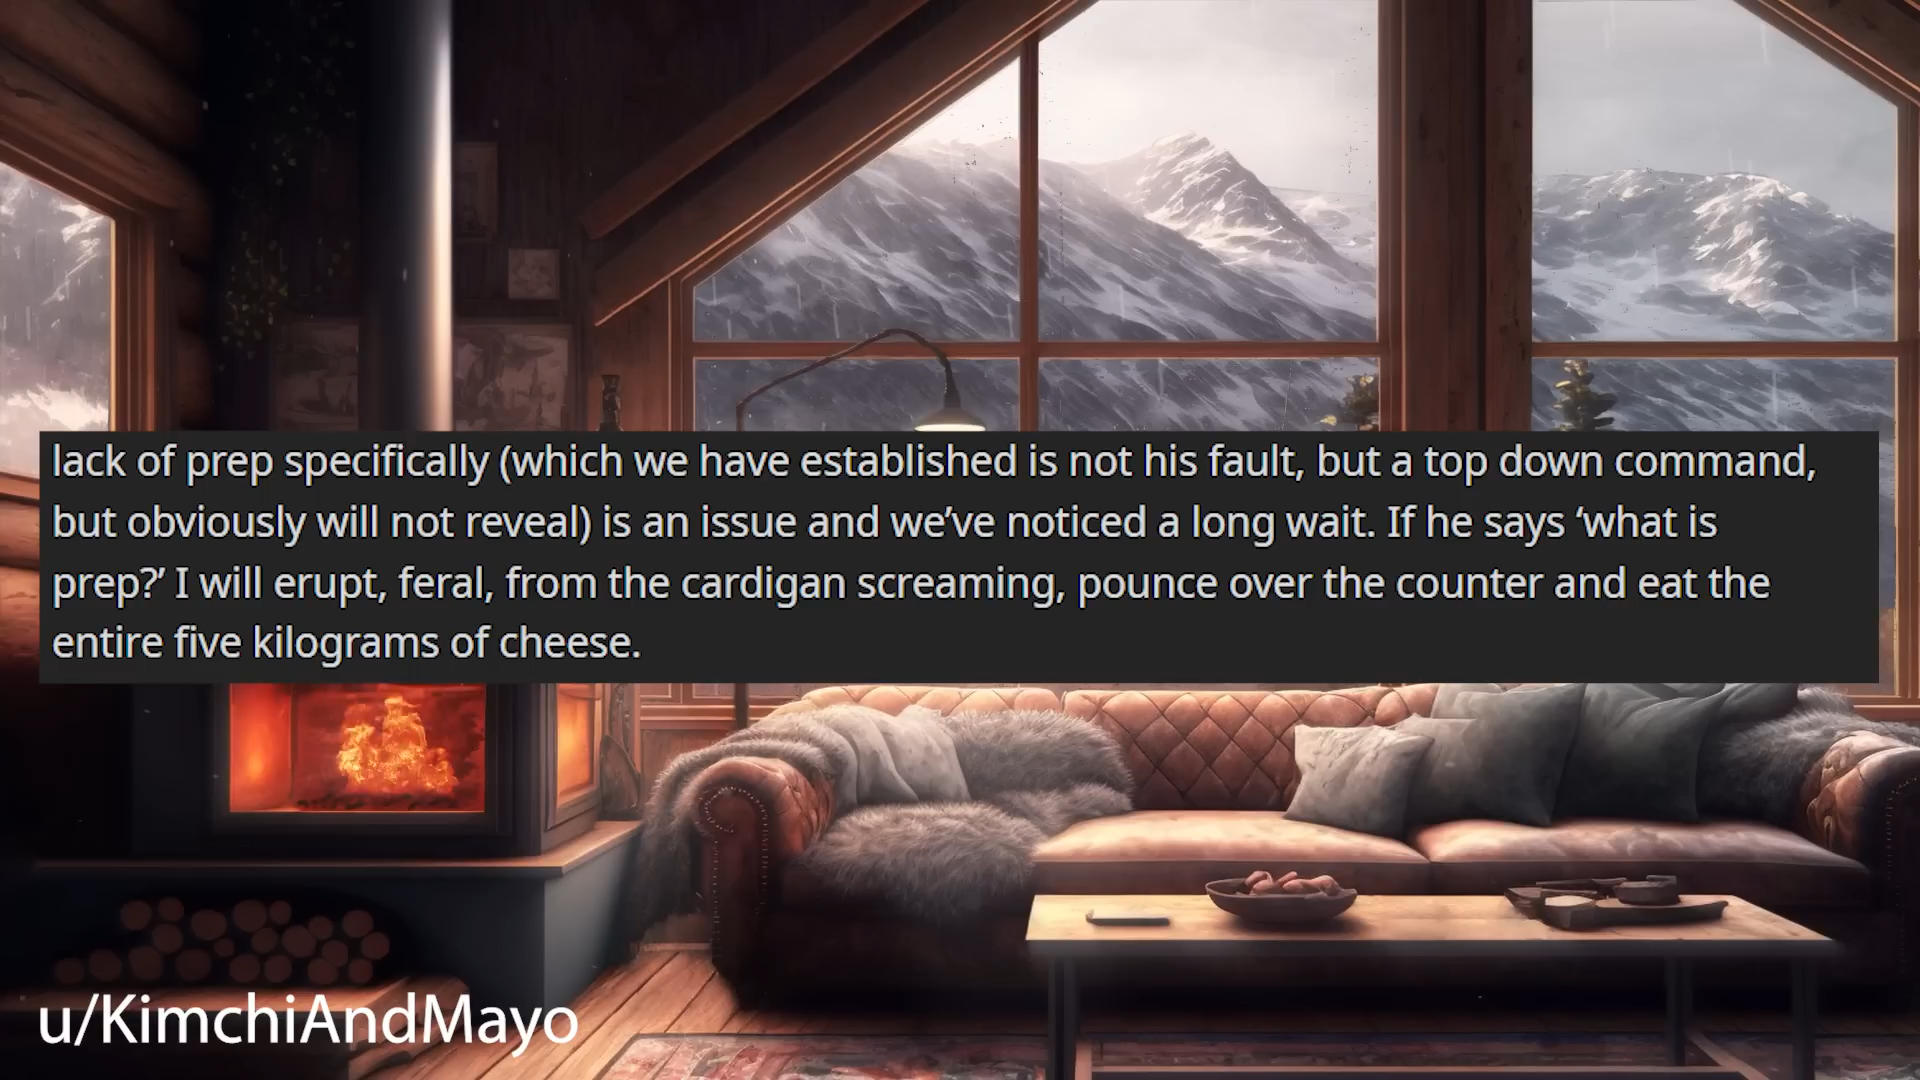 lack of prep specifically (which we have established is not his fault, but a top down command,
but obviously will not reveal) is an issue and we’ve noticed a long wait. If he says ‘what is
prep?’ I will erupt, feral, from the cardigan screaming, pounce over the counter and eat the
entire five kilograms of cheese.
u/KimchiAndMayo